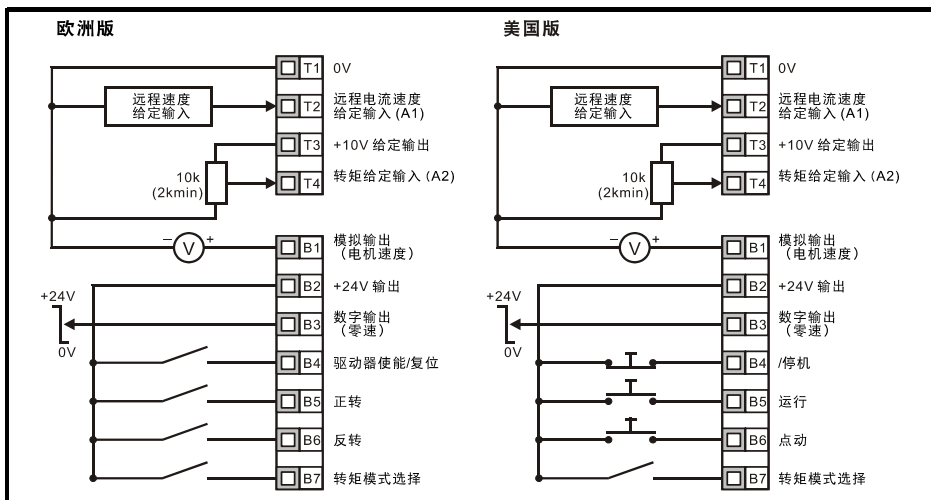 欧洲版
T1 0V
远程速度
给定输入
T2 远程电流速度
给定输入 (A1)
T3 +10V 给定输出
10k
(2kmin)
T4 转矩给定输入 (A2)
− V +
B1 模拟输出
（电机速度）
B2 +24V 输出
+24V
0V
B3 数字输出
（零速）
B4 驱动器使能/复位
B5 正转
B6 反转
B7 转矩模式选择
美国版
T1 0V
远程速度
给定输入
T2 远程电流速度
给定输入 (A1)
T3 +10V 给定输出
10k
(2kmin)
T4 转矩给定输入 (A2)
− V +
B1 模拟输出
（电机速度）
B2 +24V 输出
+24V
0V
B3 数字输出
（零速）
B4 /停机
B5 运行
B6 点动
B7 转矩模式选择